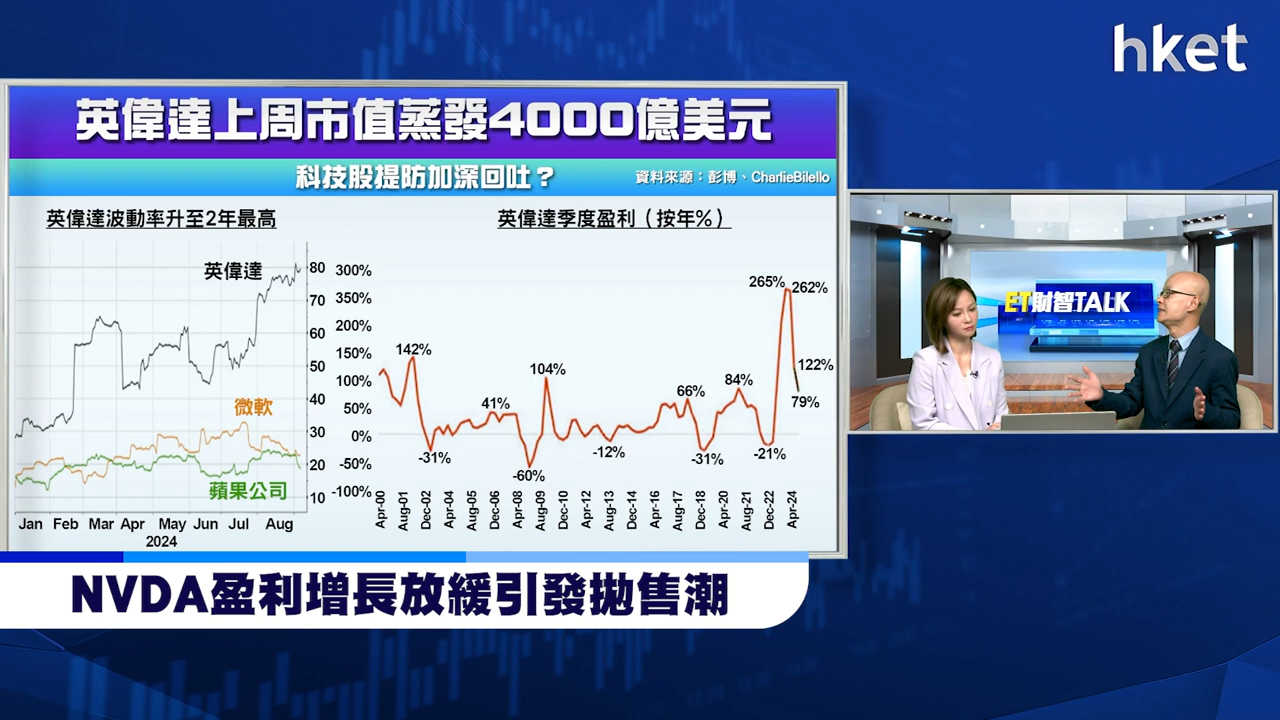 hket
英偉達上周市值蒸發4000億美元
科技股提防加深回吐？
資料來源：彭博、CharlieBilello
英偉達波動率升至2年最高
英偉達
微軟
蘋果公司
80
70
60
50
40
30
20
10
Jan Feb Mar Apr May Jun Jul Aug
2024
英偉達季度盈利（按年%）
300%
350%
200%
150%
100%
50%
0%
-50%
-100%
142%
-31%
41%
-60%
104%
-12%
66%
-31%
84%
-21%
265%
262%
122%
79%
Apr-00 Aug-01 Dec-02 Apr-04 Aug-05 Dec-06 Apr-08 Aug-09 Dec-10 Apr-12 Aug-13 Dec-14 Apr-16 Aug-17 Dec-18 Apr-20 Aug-21 Dec-22 Apr-24
ET財智TALK
NVDA盈利增長放緩引發拋售潮